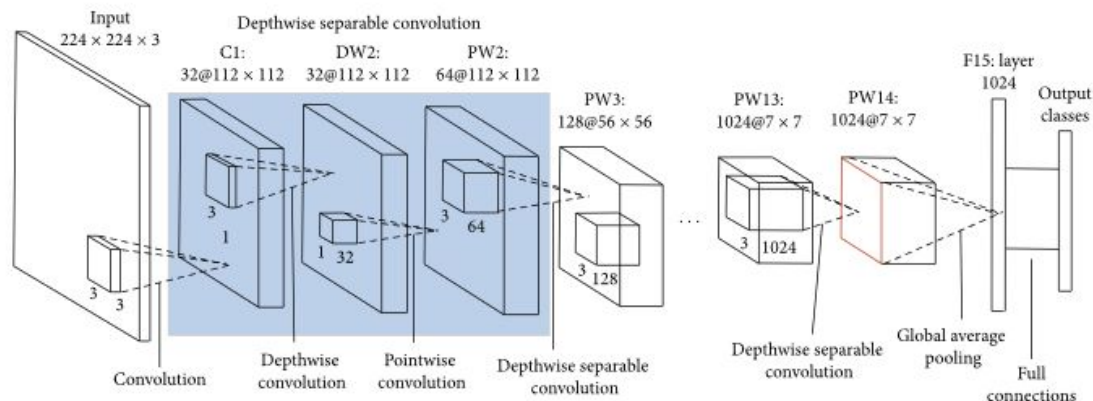 Input
224 × 224 × 3
Depthwise separable convolution
C1:
32@112 × 112
DW2:
32@112 × 112
PW2:
64@112 × 112
PW3:
128@56 × 56
PW13:
1024@7 × 7
PW14:
1024@7 × 7
F15: layer
1024
Output
classes
3
3
3
1
1
32
3
64
3
128
...
3
1024
Convolution
Depthwise
convolution
Pointwise
convolution
Depthwise separable
convolution
Depthwise separable
convolution
Global average
pooling
Full
connections